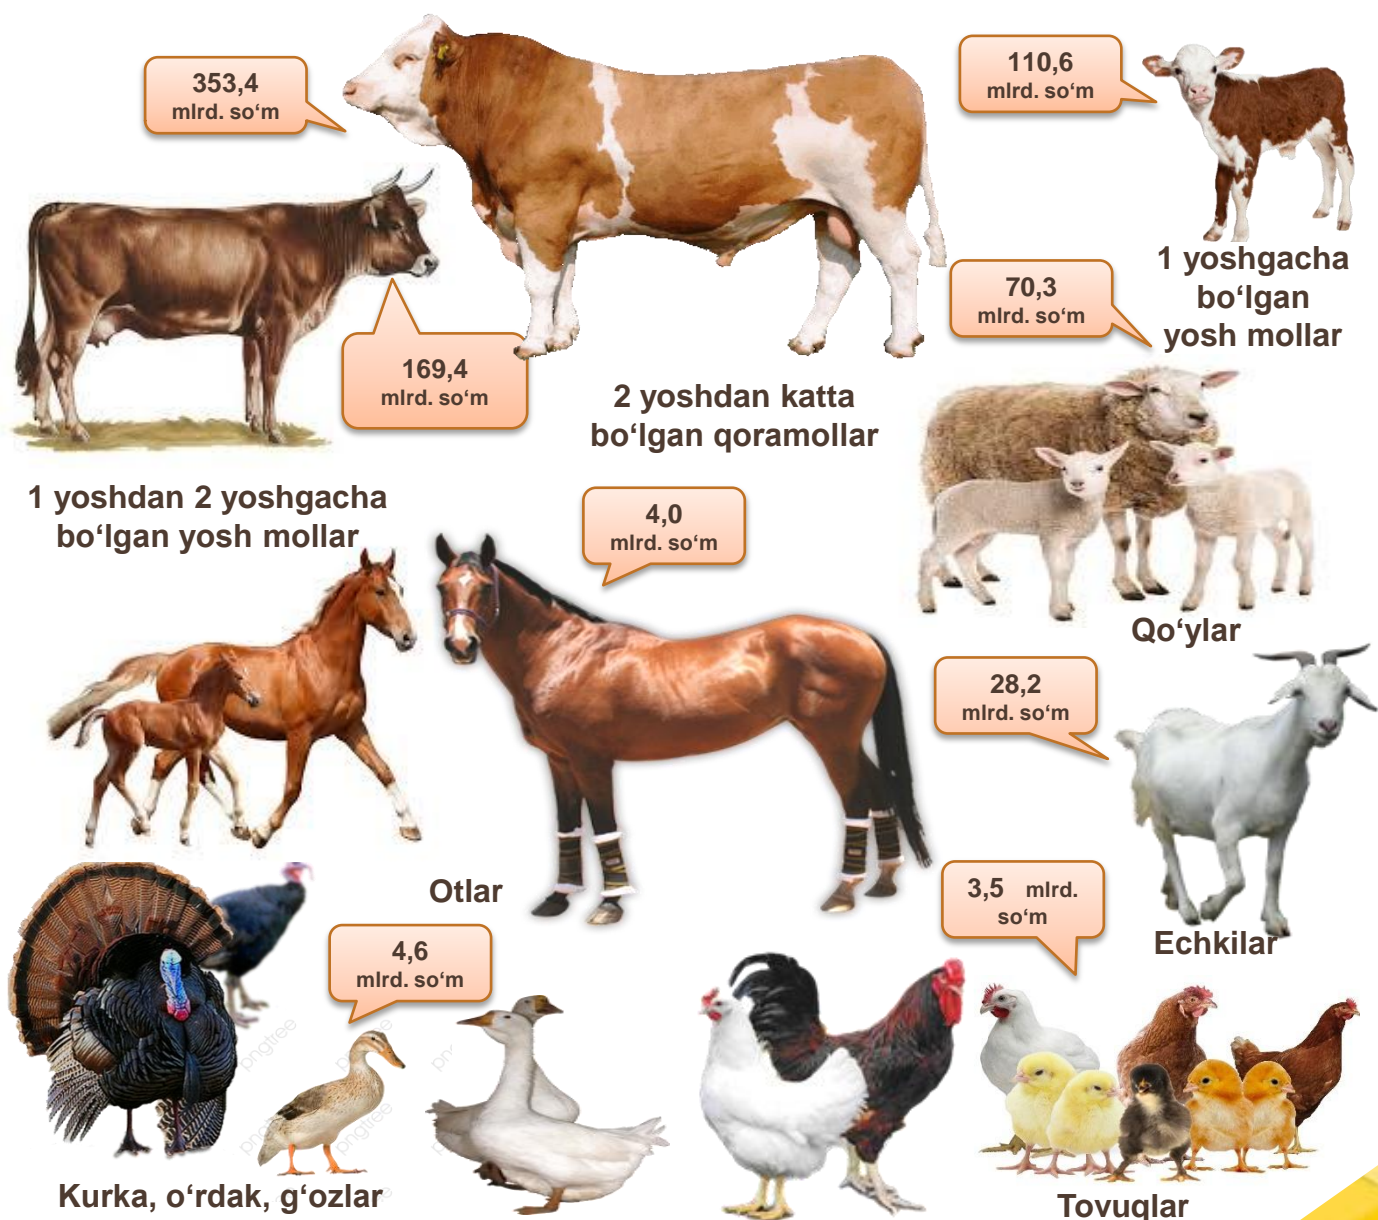 353,4
mlrd. so‘m
110,6
mlrd. so‘m
1 yoshgacha
bo‘lgan
yosh mollar
70,3
mlrd. so‘m
169,4
mlrd. so‘m
2 yoshdan katta
bo‘lgan qoramollar
1 yoshdan 2 yoshgacha
bo‘lgan yosh mollar
4,0
mlrd. so‘m
Qo‘ylar
28,2
mlrd. so‘m
Otlar
3,5 mlrd.
so‘m
Echkilar
4,6
mlrd. so‘m
pngtree
pngtree
pngtree
Kurka, o‘rdak, g‘ozlar
Tovuqlar